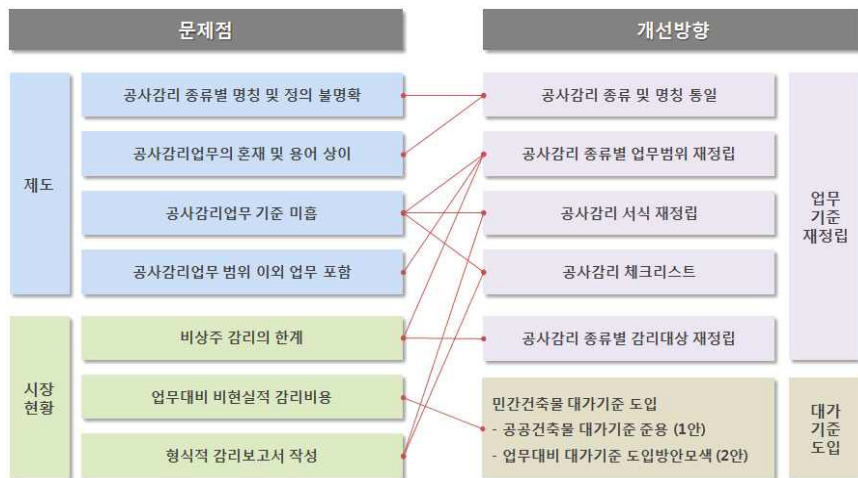 문제점
개선방향
제도
공사감리 종류별 명칭 및 정의 불명확
공사감리업무의 혼재 및 용어 상이
공사감리업무 기준 미흡
공사감리업무 범위 이외 업무 포함
시장
현황
비상주 감리의 한계
업무대비 비현실적 감리비용
형식적 감리보고서 작성
공사감리 종류 및 명칭 통일
공사감리 종류별 업무범위 재정립
공사감리 서식 재정립
공사감리 체크리스트
공사감리 종류별 감리대상 재정립
업무
기준
재정립
민간건축물 대가기준 도입
- 공공건축물 대가기준 준용 (1안)
- 업무대비 대가기준 도입방안모색 (2안)
대가
기준
도입